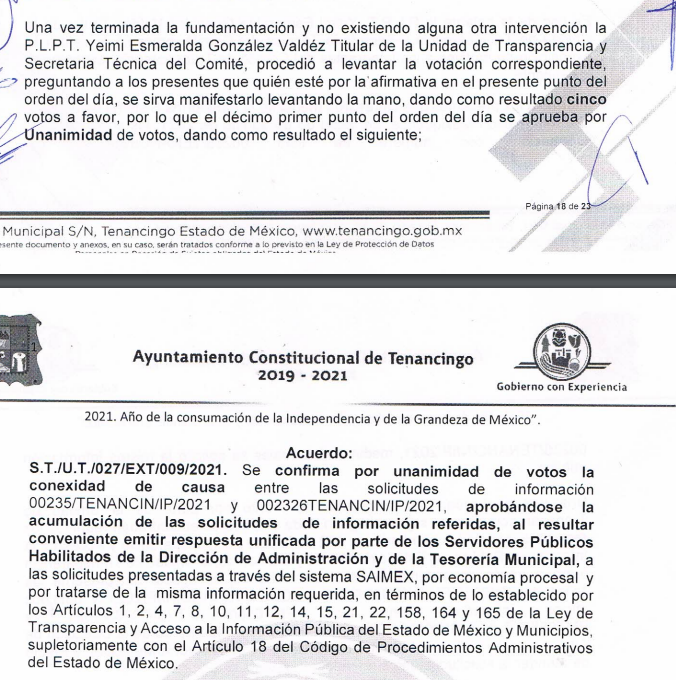 Una vez terminada la fundamentación y no existiendo alguna otra intervención la
P.L.P.T. Yeimi Esmeralda González Valdéz Titular de la Unidad de Transparencia y
Secretaria Técnica del Comité, procedió a levantar la votación correspondiente,
preguntando a los presentes que quién esté por la afirmativa en el presente punto del
orden del día, se sirva manifestarlo levantando la mano, dando como resultado cinco
votos a favor, por lo que el décimo primer punto del orden del día se aprueba por
Unanimidad de votos, dando como resultado el siguiente;
Página 18 de 23
Municipal S/N, Tenancingo Estado de México, www.tenancingo.gob.mx
esente documento y anexos, en su caso, serán tratados conforme a lo previsto en la Ley de Protección de Datos
Ayuntamiento Constitucional de Tenancingo
2019 - 2021
Gobierno con Experiencia
2021. Año de la consumación de la Independencia y de la Grandeza de México”.
Acuerdo:
S.T./U.T./027/EXT/009/2021. Se confirma por unanimidad de votos la
conexidad de causa entre las solicitudes de información
00235/TENANCIN/IP/2021 y 002326TENANCIN/IP/2021, aprobándose la
acumulación de las solicitudes de información referidas, al resultar
conveniente emitir respuesta unificada por parte de los Servidores Públicos
Habilitados de la Dirección de Administración y de la Tesorería Municipal, a
las solicitudes presentadas a través del sistema SAIMEX, por economía procesal y
por tratarse de la misma información requerida, en términos de lo establecido por
los Artículos 1, 2, 4, 7, 8, 10, 11, 12, 14, 15, 21, 22, 158, 164 y 165 de la Ley de
Transparencia y Acceso a la Información Pública del Estado de México y Municipios,
supletoriamente con el Artículo 18 del Código de Procedimientos Administrativos
del Estado de México.